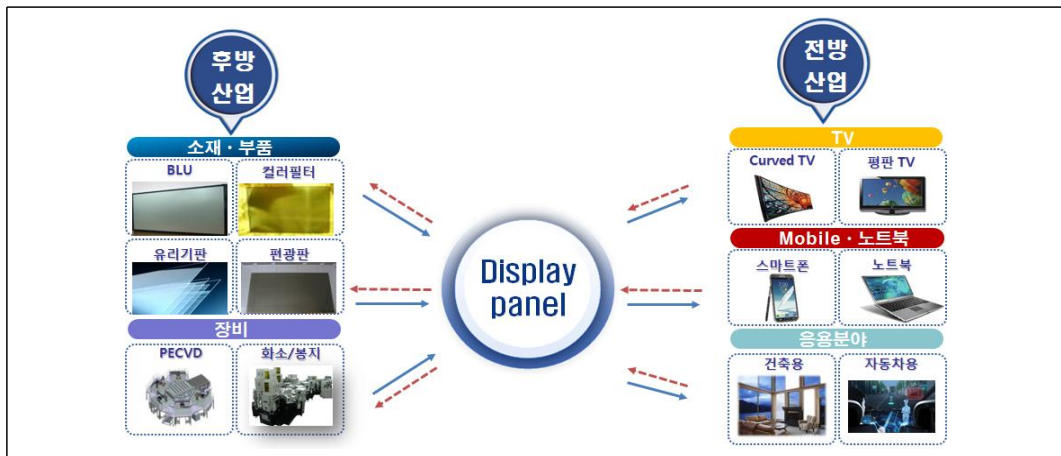 후방
산업
전방
산업
소재 · 부품
BLU
컬러필터
유리기판
편광판
장비
PECVD
화소/봉지
Display
panel
TV
Curved TV
평판 TV
Mobile · 노트북
스마트폰
노트북
응용분야
건축용
자동차용